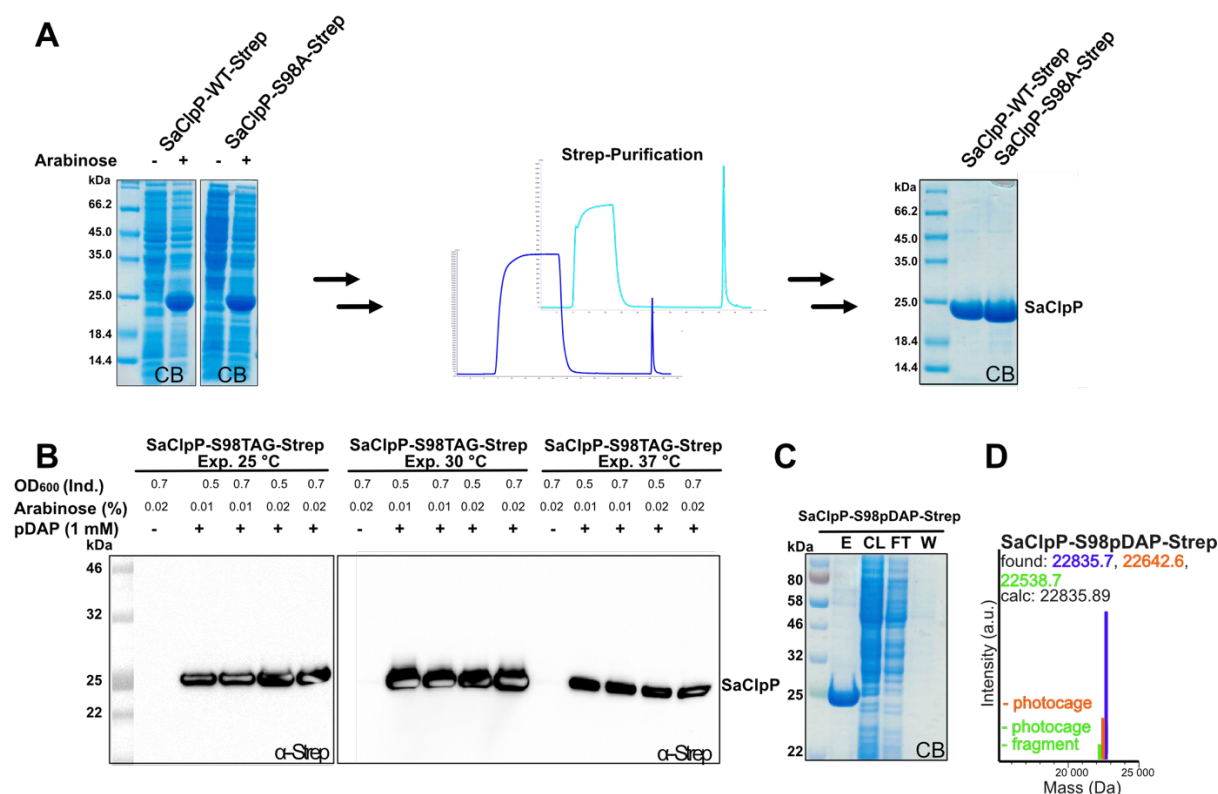 A
SaClpP-WT-Strep
SaClpP-S98A-Strep
Arabinose - + - +
kDa
66.2
45.0
35.0
25.0
18.4
14.4
CB
CB
Strep-Purification
SaClpP-WT-Strep
SaClpP-S98A-Strep
kDa
66.2
45.0
35.0
25.0
18.4
14.4
SaClpP
CB
B
SaClpP-S98TAG-Strep SaClpP-S98TAG-Strep SaClpP-S98TAG-Strep
Exp. 25 °C Exp. 30 °C Exp. 37 °C
OD600 (Ind.) 0.7 0.5 0.7 0.5 0.7 0.7 0.5 0.7 0.5 0.7 0.7 0.5 0.7 0.5 0.7
Arabinose (%) 0.02 0.01 0.01 0.02 0.02 0.02 0.01 0.01 0.02 0.02 0.02 0.01 0.01 0.02 0.02
pDAP (1 mM) - + + + + - + + + + - + + + +
kDa
46
32
25
22
SaClpP
α-Strep
α-Strep
C
SaClpP-S98pDAP-Strep
kDa E CL FT W
80
58
46
32
25
22
CB
D
SaClpP-S98pDAP-Strep
found: 22835.7, 22642.6,
22538.7
calc: 22835.89
Intensity (a.u.)
- photocage
- photocage
- fragment
20 000 25 000
Mass (Da)